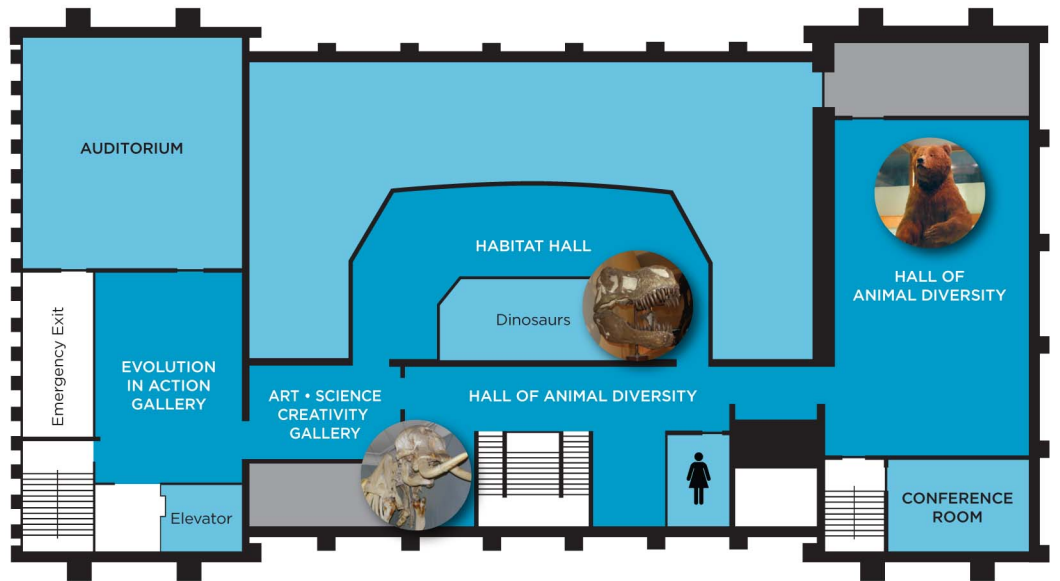 AUDITORIUM
HABITAT HALL
Dinosaurs
HALL OF
ANIMAL DIVERSITY
Emergency Exit
EVOLUTION
IN ACTION
GALLERY
ART • SCIENCE
CREATIVITY
GALLERY
HALL OF ANIMAL DIVERSITY
Elevator
CONFERENCE
ROOM